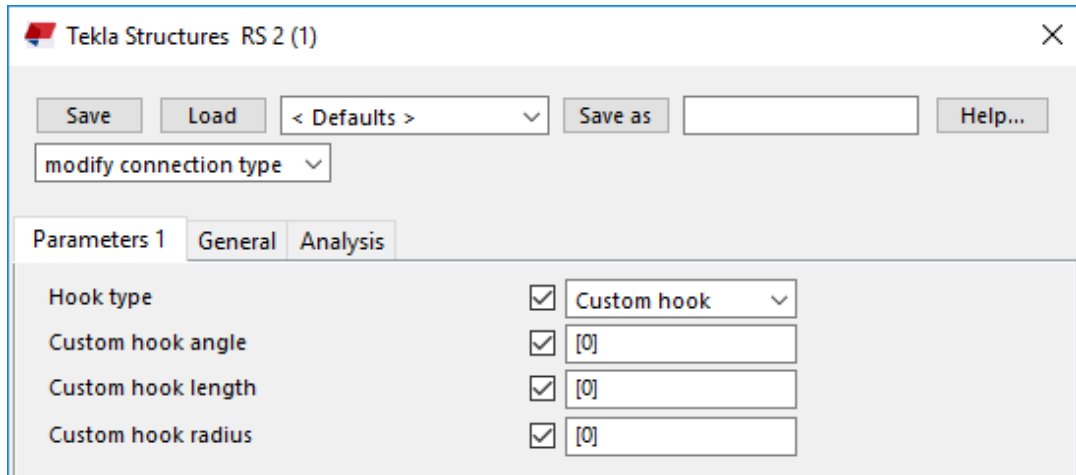 Tekla Structures RS 2 (1)
Save Load < Defaults > Save as Help...
modify connection type
Parameters 1 General Analysis
Hook type Custom hook
Custom hook angle [0]
Custom hook length [0]
Custom hook radius [0]